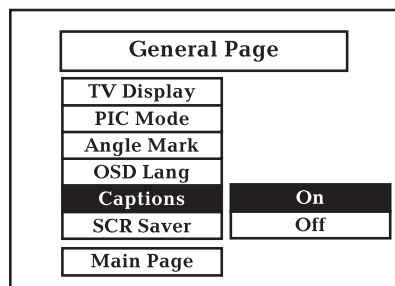 General Page
TV Display
PIC Mode
Angle Mark
OSD Lang
Captions On
SCR Saver Off
Main Page